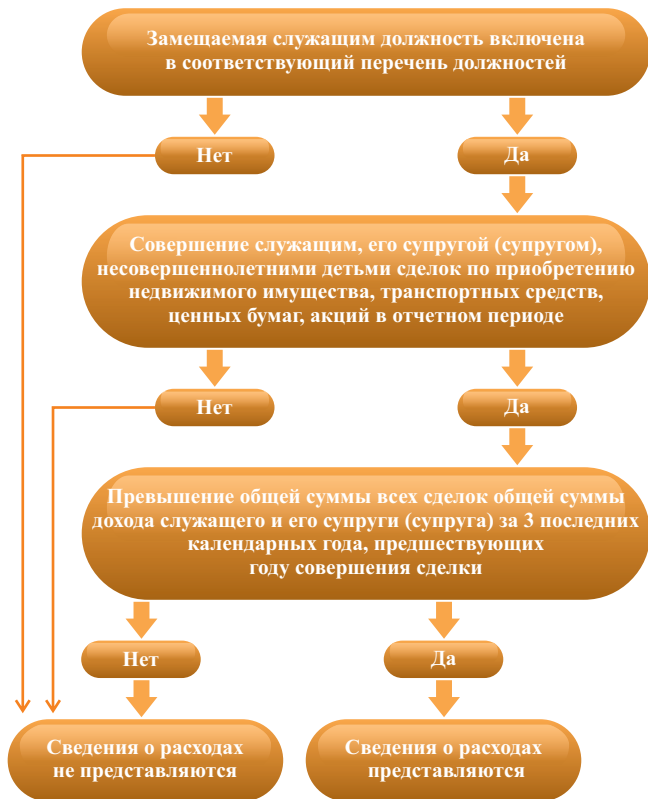 Замещаемая служащим должность включена
в соответствующий перечень должностей
Нет
Да
Совершение служащим, его супругой (супругом),
несовершеннолетними детьми сделок по приобретению
недвижимого имущества, транспортных средств,
ценных бумаг, акций в отчетном периоде
Нет
Да
Превышение общей суммы всех сделок общей суммы
дохода служащего и его супруги (супруга) за 3 последних
календарных года, предшествующих
году совершения сделки
Нет
Да
Сведения о расходах
не представляются
Сведения о расходах
представляются